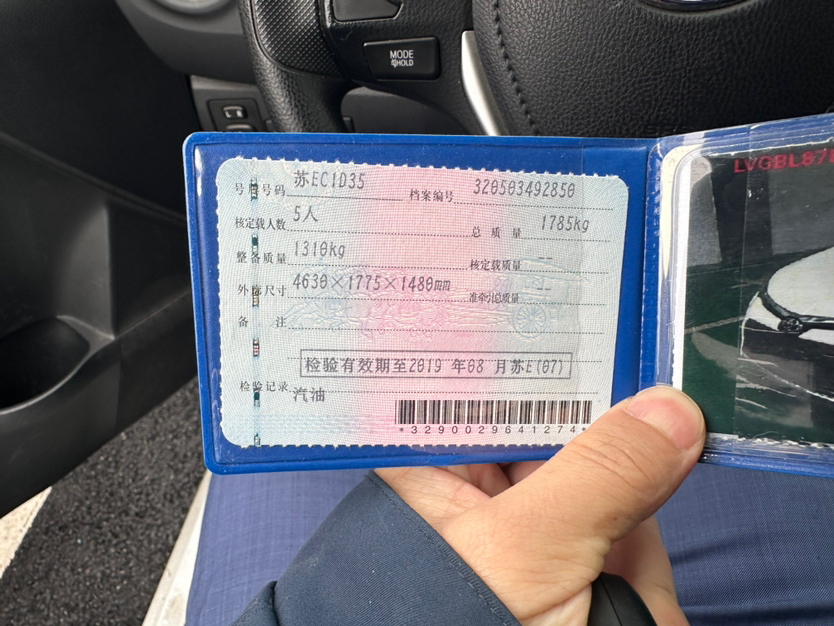 MODE
HOLD
号牌号码 苏EC1D35 档案编号 320503492850
核定载人数 5人 总质量 1785kg
整备质量 1310kg 核定载质量 --
外廓尺寸 4630×1775×1480mm 准牵引总质量 --
备注
检验有效期至2019 年08 月苏E(07)
检验记录
汽油
*3290029641274*
LVGBL87